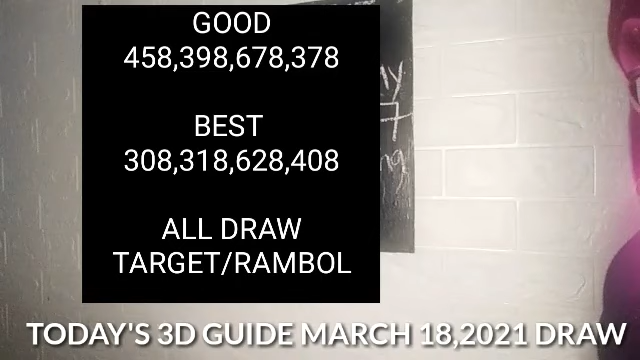 GOOD
458,398,678,378
BEST
308,318,628,408
ALL DRAW
TARGET/RAMBOL
TODAY'S 3D GUIDE MARCH 18,2021 DRAW